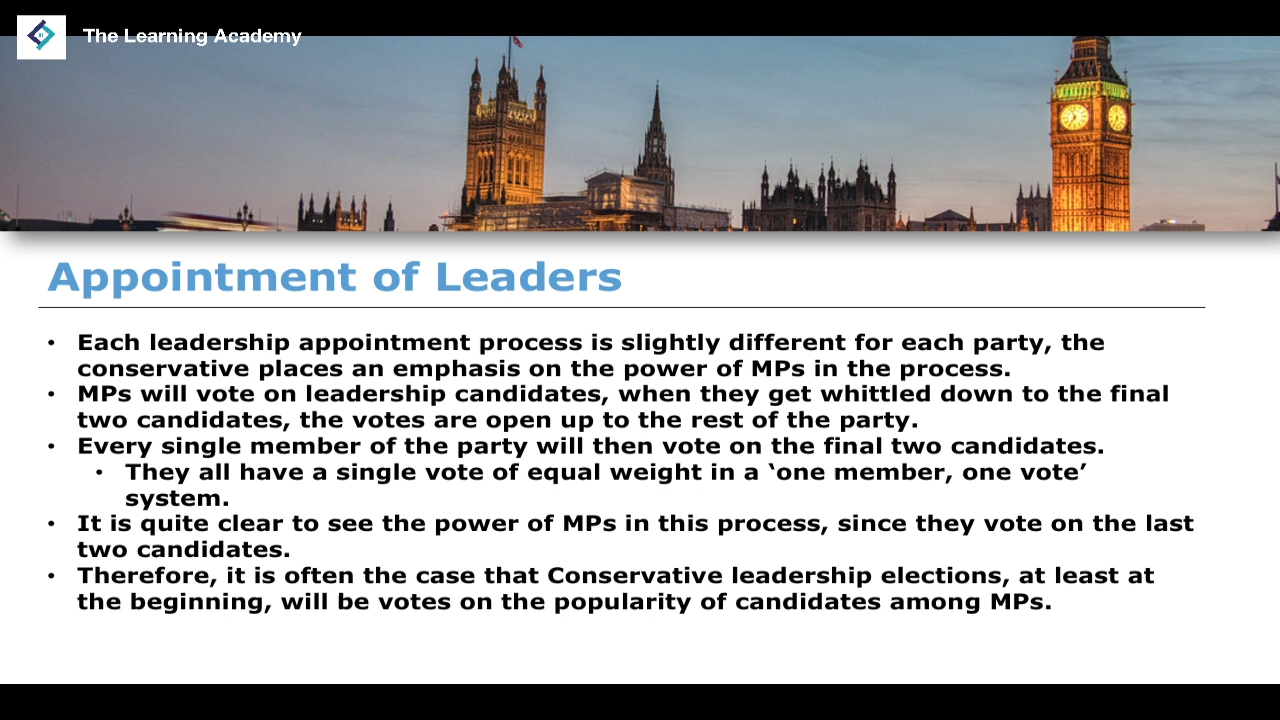 The Learning Academy
Appointment of Leaders
• Each leadership appointment process is slightly different for each party, the
conservative places an emphasis on the power of MPs in the process.
• MPs will vote on leadership candidates, when they get whittled down to the final
two candidates, the votes are open up to the rest of the party.
• Every single member of the party will then vote on the final two candidates.
• They all have a single vote of equal weight in a ‘one member, one vote’
system.
• It is quite clear to see the power of MPs in this process, since they vote on the last
two candidates.
• Therefore, it is often the case that Conservative leadership elections, at least at
the beginning, will be votes on the popularity of candidates among MPs.